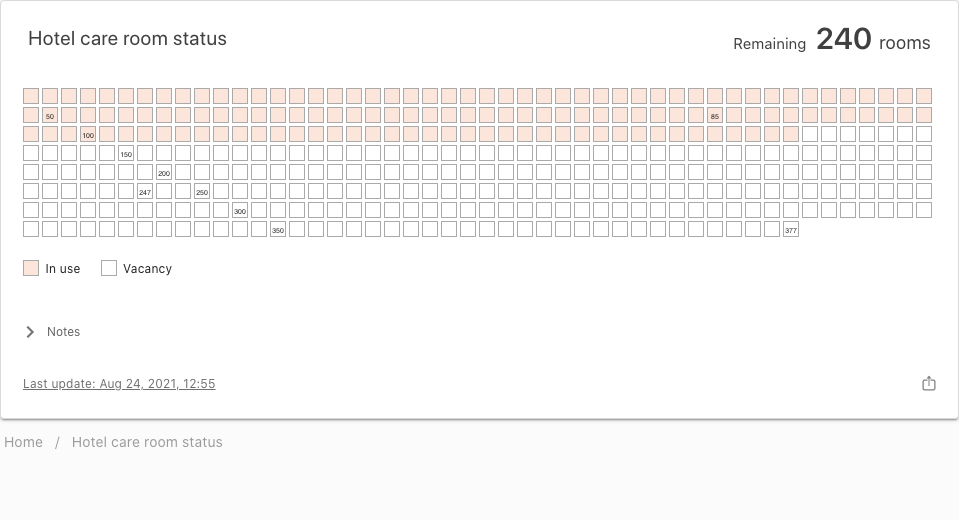 Hotel care room status
Remaining 240 rooms
50 85
100
150
200
247 250
300
350 377
In use Vacancy
Notes
Last update: Aug 24, 2021, 12:55
Home / Hotel care room status